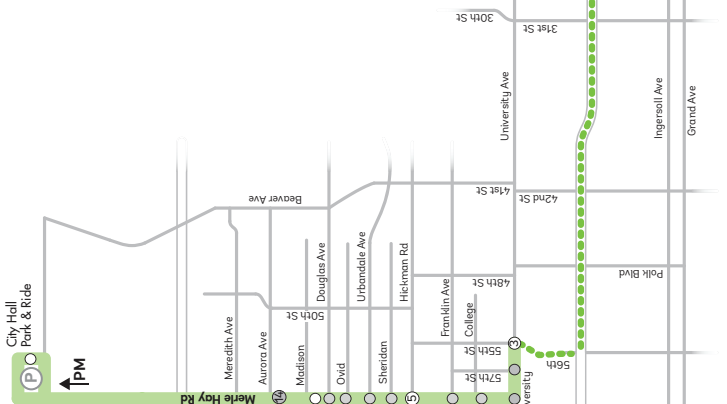 30th St
31st St
University Ave
Ingersoll Ave
Grand Ave
41st St
42nd St
Beaver Ave
Douglas Ave
Urbandale Ave
Hickman Rd
48th St
Polk Blvd
City Hall
Park & Ride
50th St
Franklin Ave
College
Meredith Ave
Aurora Ave
Madison
Ovid
Sheridan
55th St
3
56th
57th St
P
PM
Merle Hay Rd
14
5
versity